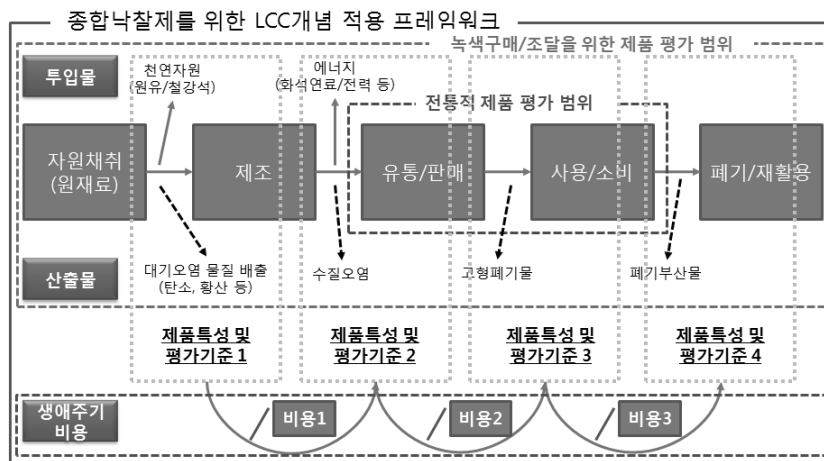 종합낙찰제를 위한 LCC개념 적용 프레임워크
녹색구매/조달을 위한 제품 평가 범위
투입물
천연자원
(원유/철강석)
에너지
(화석연료/전력 등)
전통적 제품 평가 범위
자원채취
(원재료)
제조
유통/판매
사용/소비
폐기/재활용
산출물
대기오염 물질 배출
(탄소, 황산 등)
수질오염
고형폐기물
폐기부산물
제품특성 및
평가기준 1
제품특성 및
평가기준 2
제품특성 및
평가기준 3
제품특성 및
평가기준 4
생애주기
비용
비용1
비용2
비용3